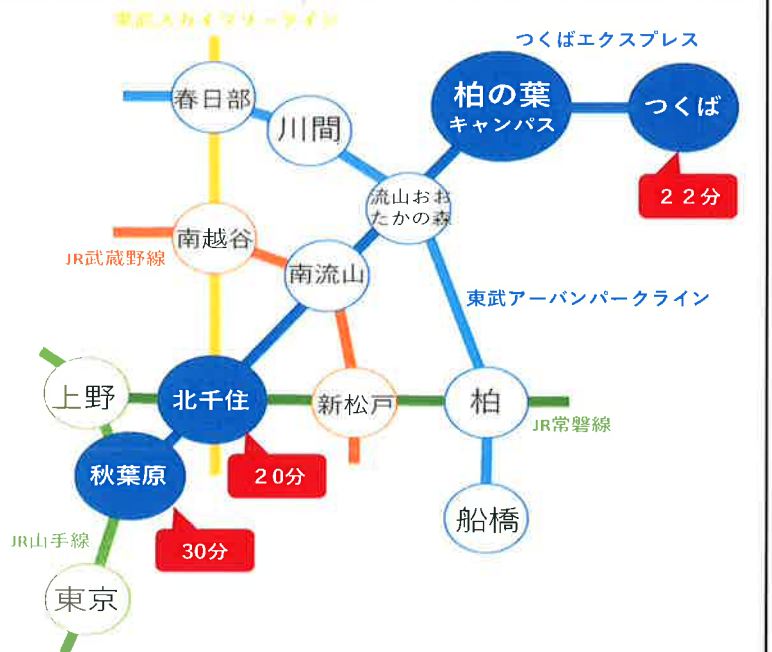 東武スカイツリーライン
つくばエクスプレス
春日部
川間
柏の葉
キャンパス
つくば
22分
流山おお
たかの森
南越谷
JR武蔵野線
南流山
東武アーバンパークライン
上野
北千住
新松戸
柏
JR常磐線
秋葉原
20分
船橋
JR山手線
30分
東京